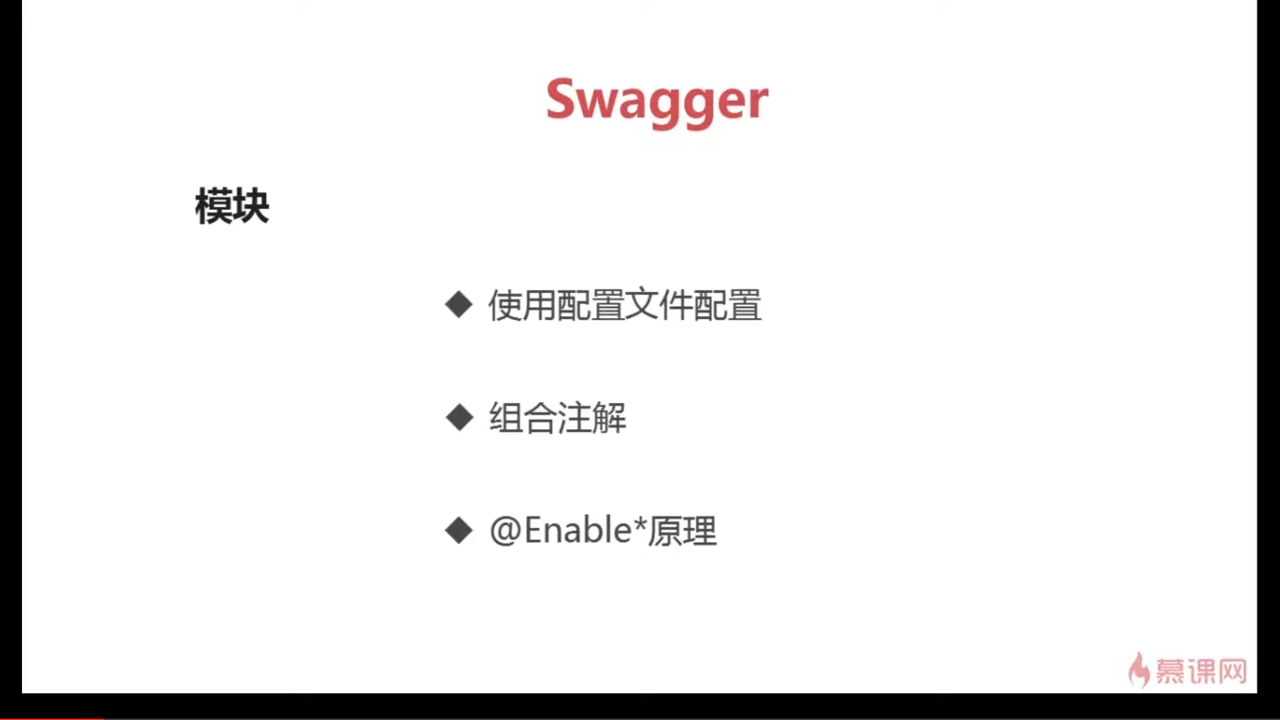 Swagger
模块
◆ 使用配置文件配置
◆ 组合注解
◆ @Enable*原理
慕课网